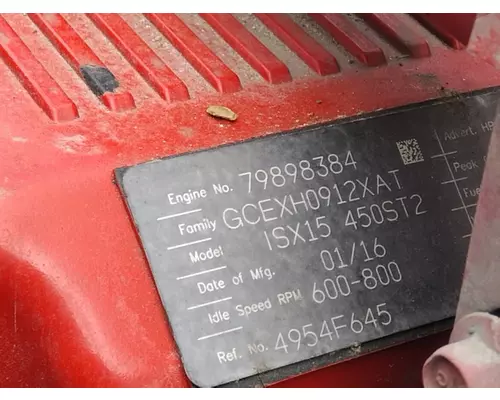 Engine No. 79898384
Family GCEXH0912XAT
Model ISX15 450ST2
Date of Mfg. 01/16
Idle Speed RPM 600-800
Ref. No. 4954F645
Advert. HP
Peak
Fue